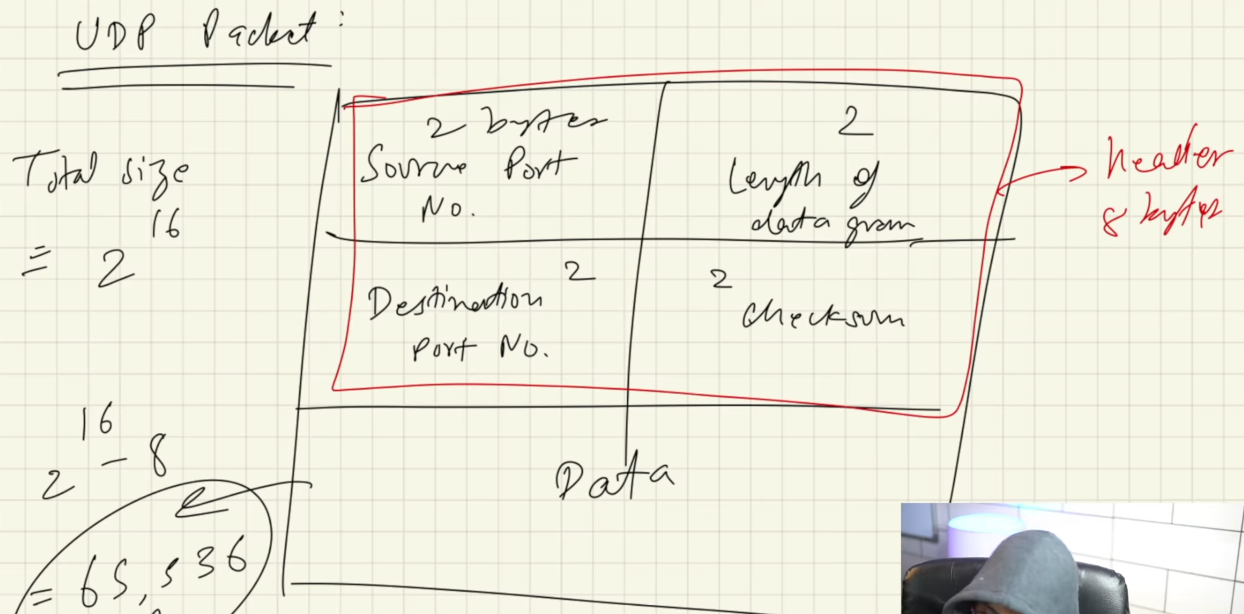 UDP Packet:
Total size
= 2^16
2 bytes
Source Port
No.
2
Length of
datagram
header
8 bytes
Destination 2
Port No.
2
checksum
2^16 - 8
= 65,536
Data